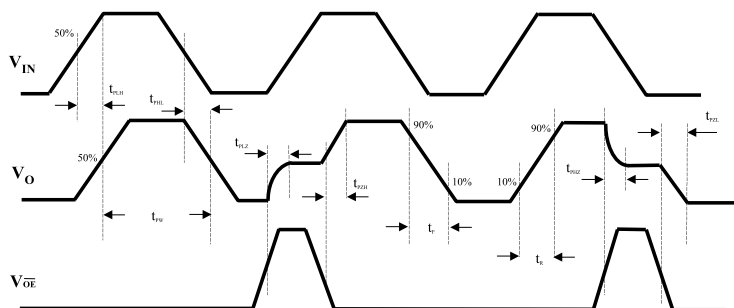 50%
V_IN
t_PLH
t_PHL
t_PLZ
90%
90%
t_PZL
50%
V_O
10%
10%
t_PZH
t_PHZ
t_PW
t_F
t_R
V_OE̅